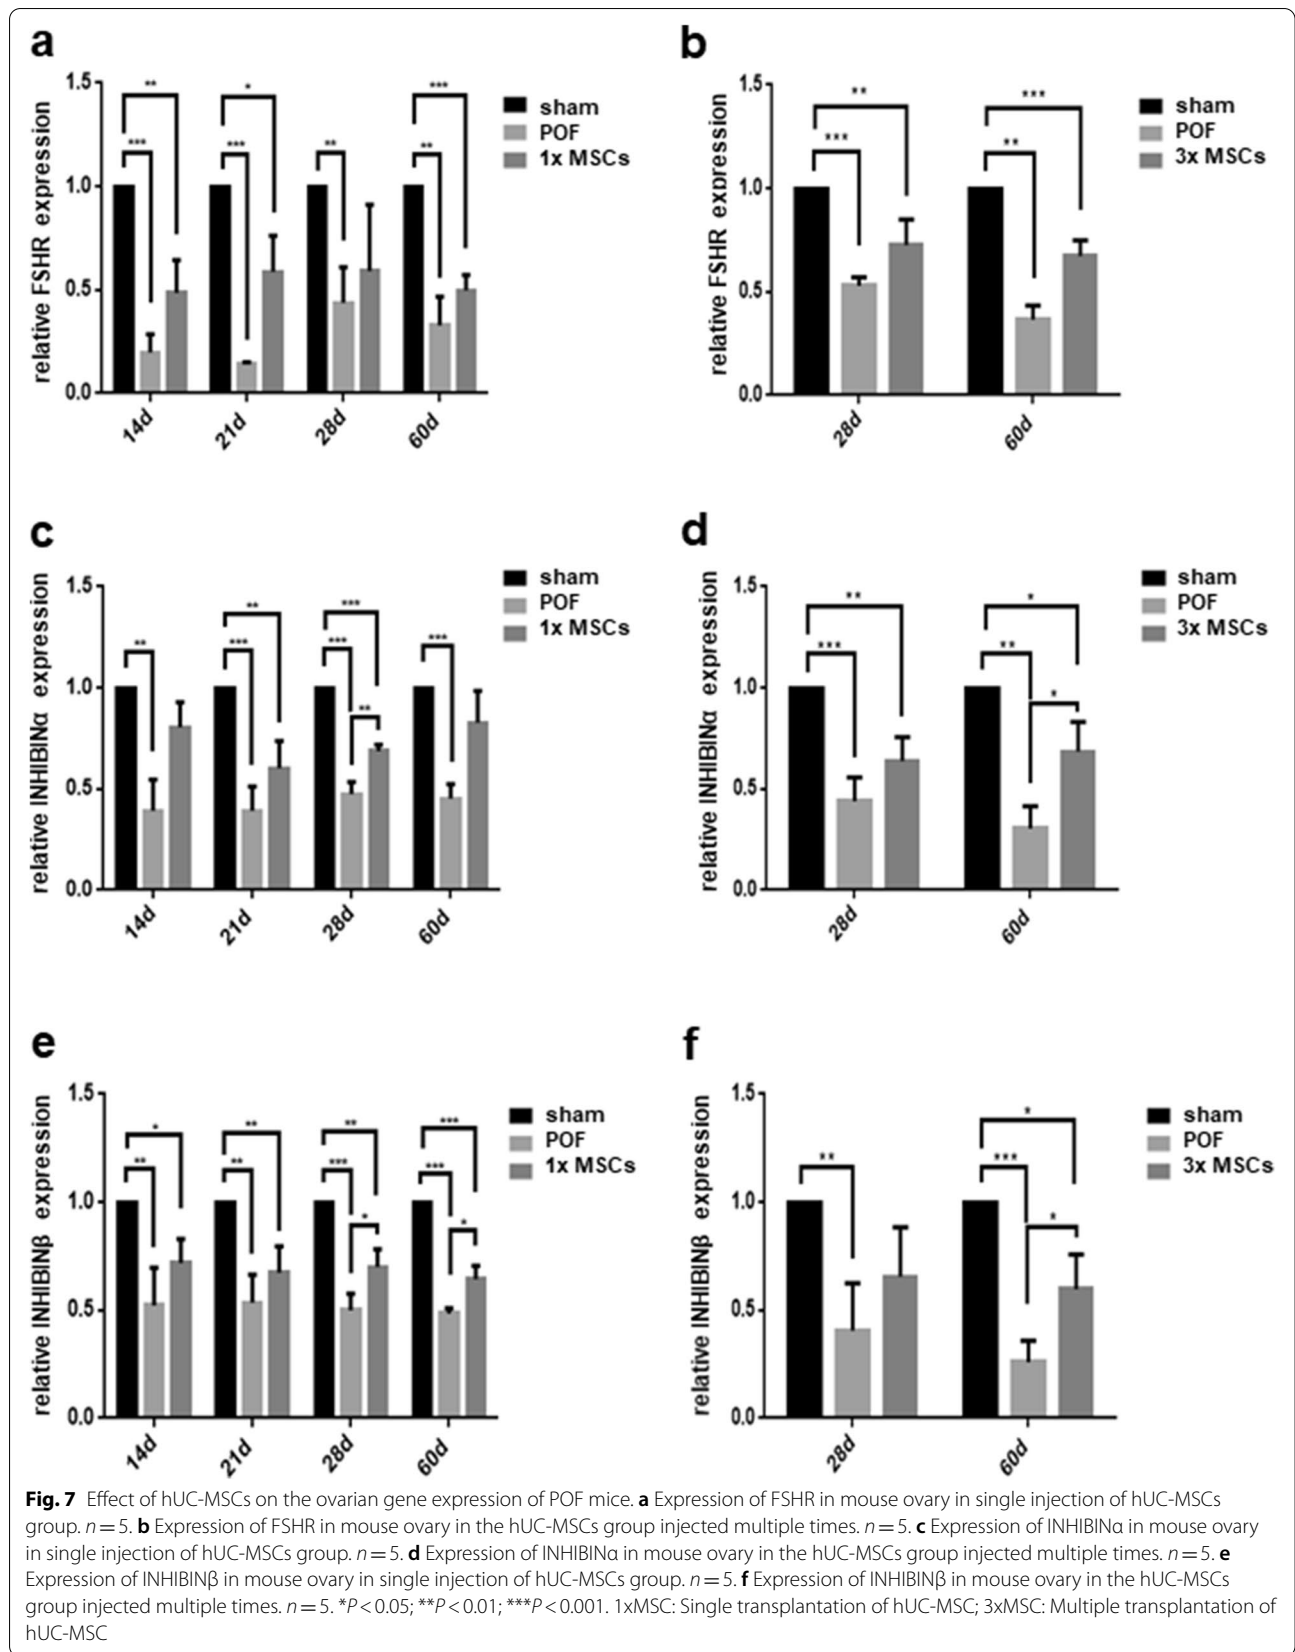 a
1.5
1.0
0.5
0.0
relative FSHR expression
** * ***
*** *** ** **
14d 21d 28d 60d
sham
POF
1x MSCs
b
1.5
1.0
0.5
0.0
relative FSHR expression
** ***
*** **
28d 60d
sham
POF
3x MSCs
c
1.5
1.0
0.5
0.0
relative INHIBINα expression
** ***
** *** *** ***
**
14d 21d 28d 60d
sham
POF
1x MSCs
d
1.5
1.0
0.5
0.0
relative INHIBINα expression
** *
*** **
*
28d 60d
sham
POF
3x MSCs
e
1.5
1.0
0.5
0.0
relative INHIBINβ expression
* ** ** ***
** ** *** ***
* *
14d 21d 28d 60d
sham
POF
1x MSCs
f
1.5
1.0
0.5
0.0
relative INHIBINβ expression
*
** ***
*
28d 60d
sham
POF
3x MSCs
Fig. 7 Effect of hUC-MSCs on the ovarian gene expression of POF mice. a Expression of FSHR in mouse ovary in single injection of hUC-MSCs
group. n = 5. b Expression of FSHR in mouse ovary in the hUC-MSCs group injected multiple times. n = 5. c Expression of INHIBINα in mouse ovary
in single injection of hUC-MSCs group. n = 5. d Expression of INHIBINα in mouse ovary in the hUC-MSCs group injected multiple times. n = 5. e
Expression of INHIBINβ in mouse ovary in single injection of hUC-MSCs group. n = 5. f Expression of INHIBINβ in mouse ovary in the hUC-MSCs
group injected multiple times. n = 5. *P < 0.05; **P < 0.01; ***P < 0.001. 1xMSC: Single transplantation of hUC-MSC; 3xMSC: Multiple transplantation of
hUC-MSC